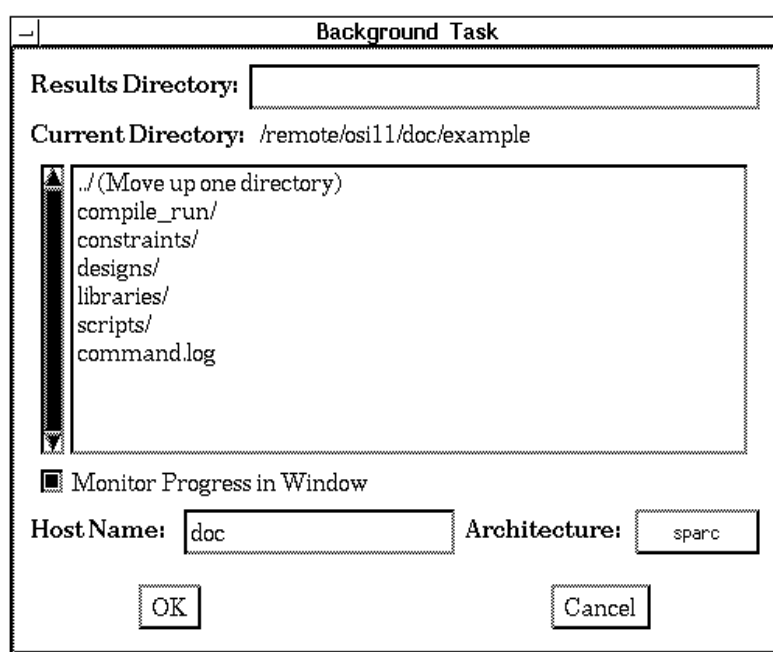 Background Task
Results Directory:
Current Directory: /remote/osi11/doc/example
../ (Move up one directory)
compile_run/
constraints/
designs/
libraries/
scripts/
command.log
Monitor Progress in Window
Host Name: doc Architecture: sparc
OK Cancel